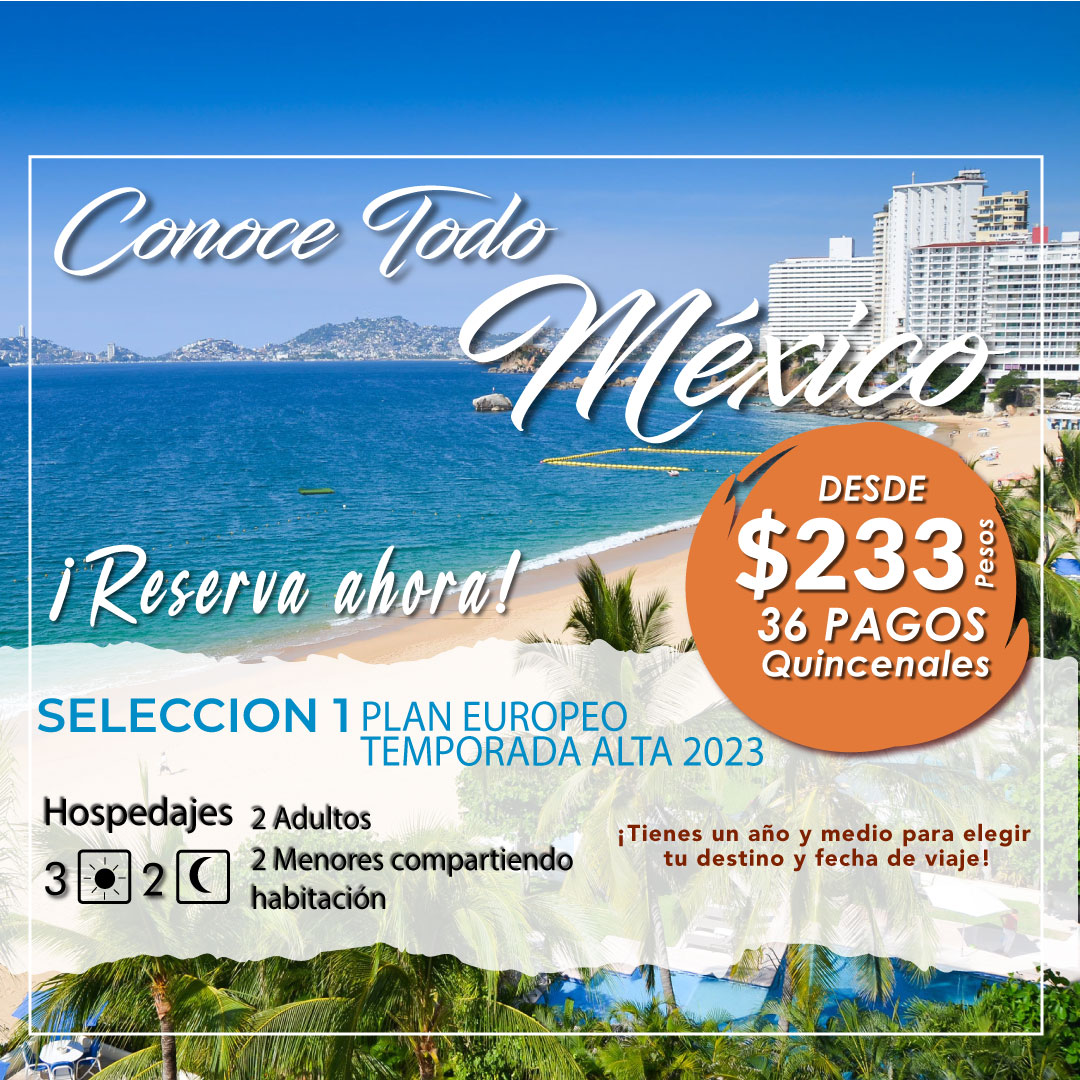 Conoce Todo
México
DESDE
$233 Pesos
36 PAGOS
Quincenales
¡Reserva ahora!
SELECCION 1 PLAN EUROPEO
TEMPORADA ALTA 2023
Hospedajes
3 2
2 Adultos
2 Menores compartiendo
habitación
¡Tienes un año y medio para elegir
tu destino y fecha de viaje!